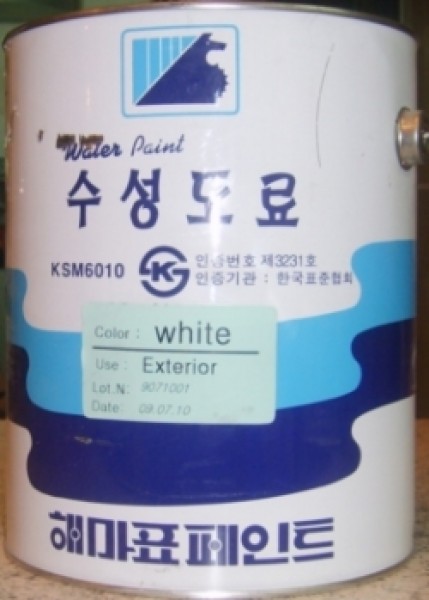 Water Paint
수성도료
KSM6010
인증번호 제3231호
인증기관 : 한국표준협회
Color : white
Use : Exterior
Lot.N: 9071001
Date: 09.07.10
해마표페인트